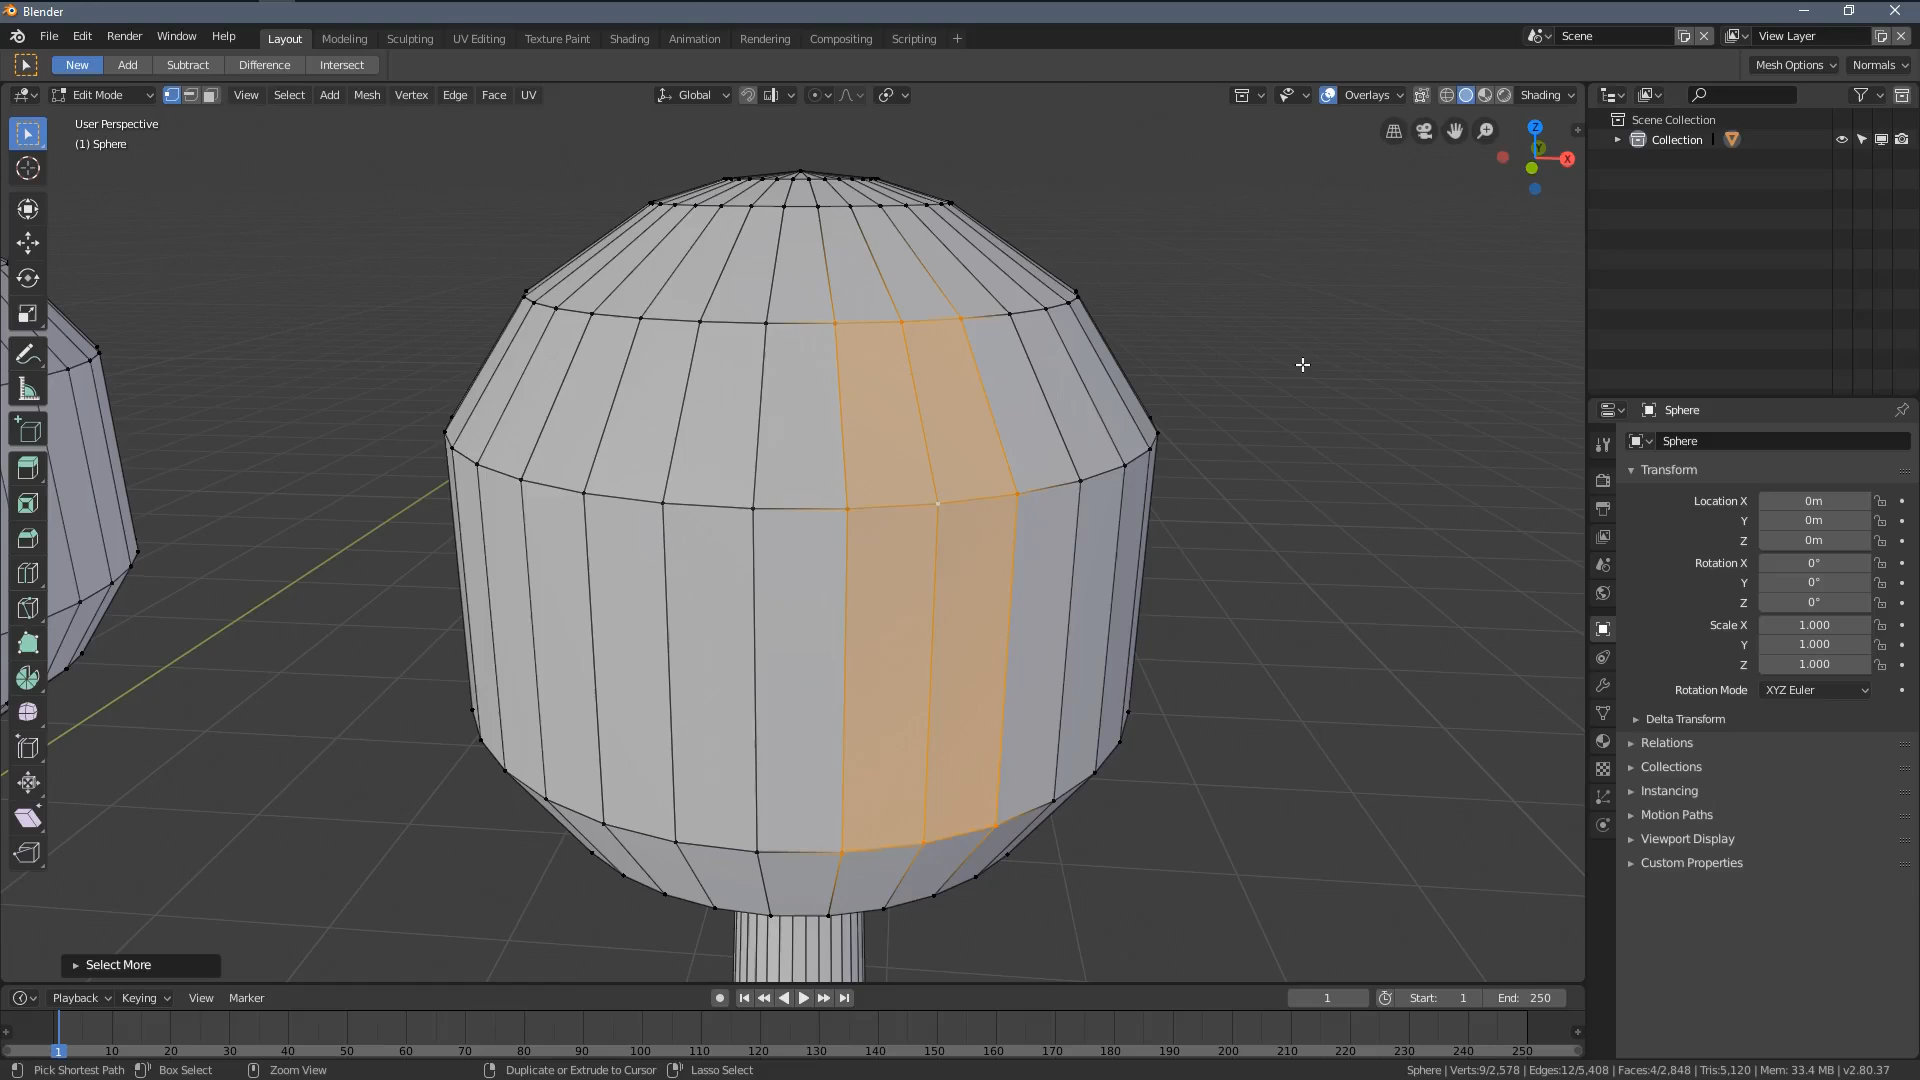 Blender
File Edit Render Window Help Layout Modeling Sculpting UV Editing Texture Paint Shading Animation Rendering Compositing Scripting + Scene View Layer
New Add Subtract Difference Intersect Mesh Options Normals
Edit Mode View Select Add Mesh Vertex Edge Face UV Global Overlays Shading
User Perspective
(1) Sphere
Z
Y
X
Scene Collection
Collection
Sphere
Sphere
Transform
Location X 0m
Y 0m
Z 0m
Rotation X 0°
Y 0°
Z 0°
Scale X 1.000
Y 1.000
Z 1.000
Rotation Mode XYZ Euler
Delta Transform
Relations
Collections
Instancing
Motion Paths
Viewport Display
Custom Properties
Select More
Playback Keying View Marker 1 Start: 1 End: 250
1 10 20 30 40 50 60 70 80 90 100 110 120 130 140 150 160 170 180 190 200 210 220 230 240 250
Pick Shortest Path Box Select Zoom View Duplicate or Extrude to Cursor Lasso Select Sphere | Verts:9/2,578 | Edges:12/5,408 | Faces:4/2,848 | Tris:5,120 | Mem: 33.4 MB | v2.80.37